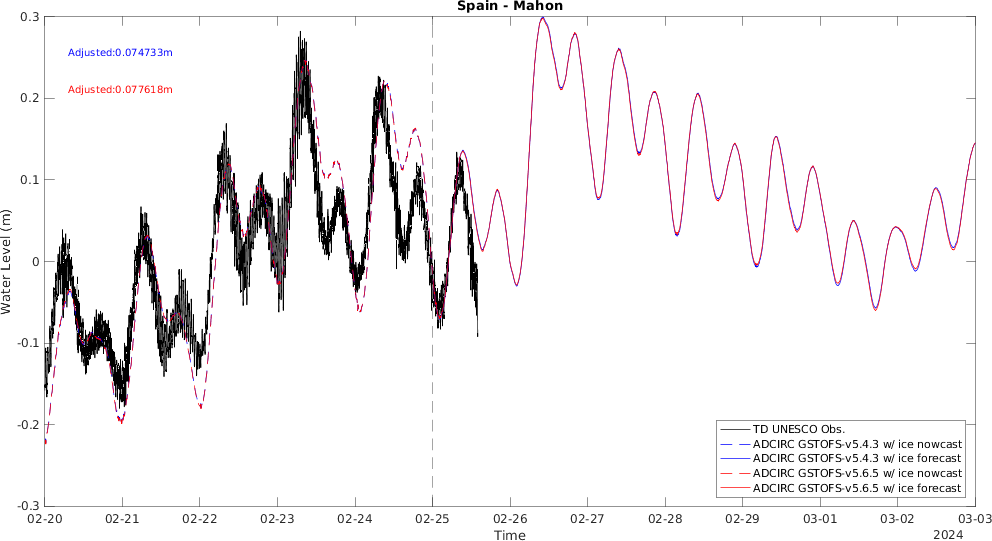 Spain - Mahon
Adjusted:0.074733m
Adjusted:0.077618m
Water Level (m)
0.3
0.2
0.1
0
-0.1
-0.2
-0.3
TD UNESCO Obs.
ADCIRC GSTOFS-v5.4.3 w/ ice nowcast
ADCIRC GSTOFS-v5.4.3 w/ ice forecast
ADCIRC GSTOFS-v5.6.5 w/ ice nowcast
ADCIRC GSTOFS-v5.6.5 w/ ice forecast
02-20 02-21 02-22 02-23 02-24 02-25 02-26 02-27 02-28 02-29 03-01 03-02 03-03
Time
2024